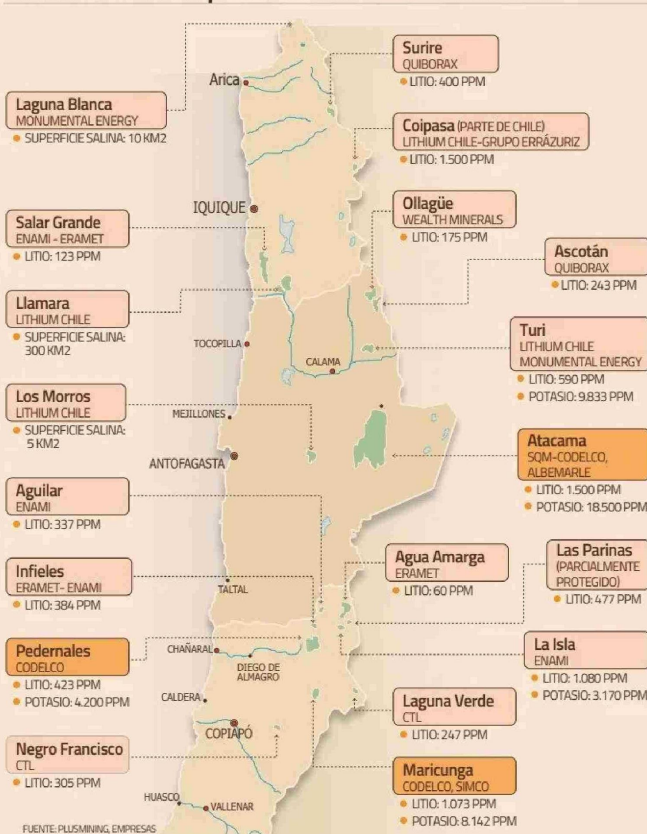 Surire
QUIBORAX
LITIO: 400 PPM
Arica
Laguna Blanca
MONUMENTAL ENERGY
SUPERFICIE SALINA: 10 KM2
Coipasa (PARTE DE CHILE)
LITHIUM CHILE-GRUPO ERRÁZURIZ
LITIO: 1.500 PPM
IQUIQUE
Ollagüe
WEALTH MINERALS
LITIO: 175 PPM
Salar Grande
ENAMI - ERAMET
LITIO: 123 PPM
Ascotán
QUIBORAX
LITIO: 243 PPM
Llamara
LITHIUM CHILE
SUPERFICIE SALINA:
300 KM2
TOCOPILLA
CALAMA
Turi
LITHIUM CHILE
MONUMENTAL ENERGY
LITIO: 590 PPM
POTASIO: 9.833 PPM
Los Morros
LITHIUM CHILE
SUPERFICIE SALINA:
5 KM2
MEJILLONES
ANTOFAGASTA
Atacama
SQM-CODELCO,
ALBEMARLE
LITIO: 1.500 PPM
POTASIO: 18.500 PPM
Aguilar
ENAMI
LITIO: 337 PPM
Infieles
ERAMET- ENAMI
LITIO: 384 PPM
TALTAL
Agua Amarga
ERAMET
LITIO: 60 PPM
Las Parinas
(PARCIALMENTE
PROTEGIDO)
LITIO: 477 PPM
Pedernales
CODELCO
LITIO: 423 PPM
POTASIO: 4.200 PPM
CHAÑARAL
DIEGO DE
ALMAGRO
La Isla
ENAMI
LITIO: 1.080 PPM
POTASIO: 3.170 PPM
CALDERA
COPIAPÓ
Laguna Verde
CTL
LITIO: 247 PPM
Negro Francisco
CTL
LITIO: 305 PPM
Maricunga
CODELCO, SIMCO
LITIO: 1.073 PPM
POTASIO: 8.142 PPM
HUASCO
VALLENAR
FUENTE: PLUSMINING, EMPRESAS